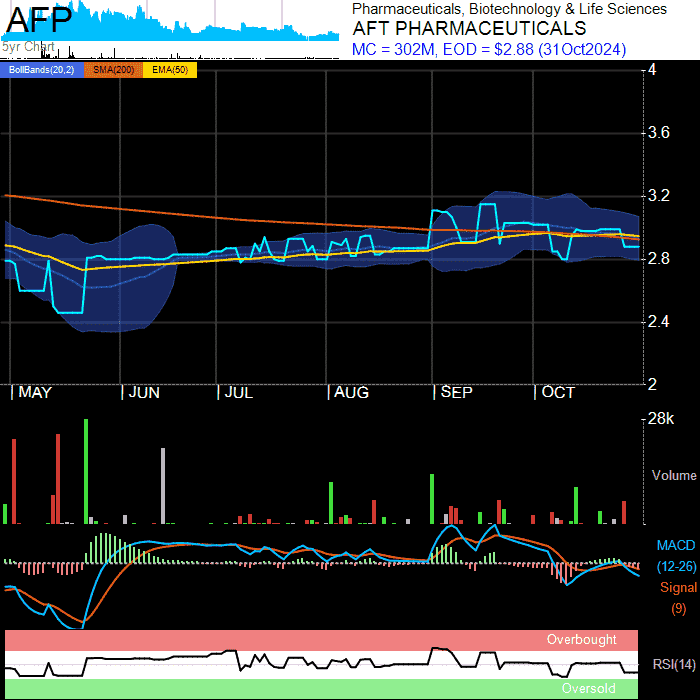 AFP
Pharmaceuticals, Biotechnology & Life Sciences
AFT PHARMACEUTICALS
5yr Chart
MC = 302M, EOD = $2.88 (31Oct2024)
BollBands(20,2) SMA(200) EMA(50)
4
3.6
3.2
2.8
2.4
2
MAY JUN JUL AUG SEP OCT
28k
Volume
MACD
(12-26)
Signal
(9)
Overbought
RSI(14)
Oversold